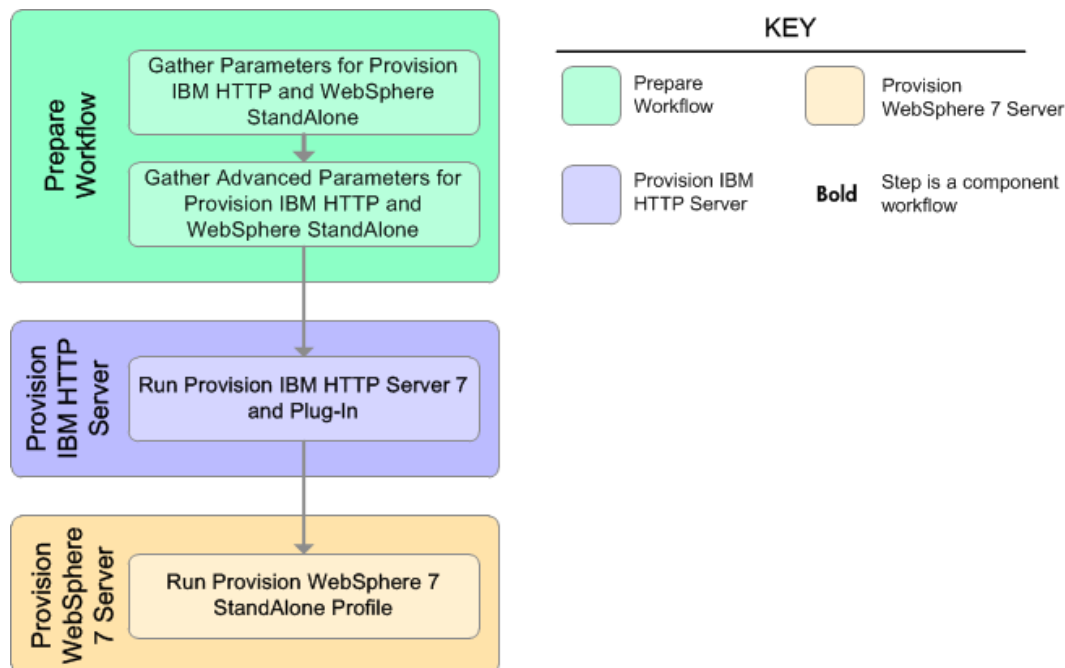 Prepare
Workflow
Gather Parameters for Provision
IBM HTTP and WebSphere
StandAlone
Gather Advanced Parameters for
Provision IBM HTTP and
WebSphere StandAlone
Provision
IBM HTTP
Server
Run Provision IBM HTTP Server 7
and Plug-In
Provision
WebSphere
7 Server
Run Provision WebSphere 7
StandAlone Profile
KEY
Prepare
Workflow
Provision
WebSphere 7 Server
Provision IBM
HTTP Server
Bold
Step is a component
workflow